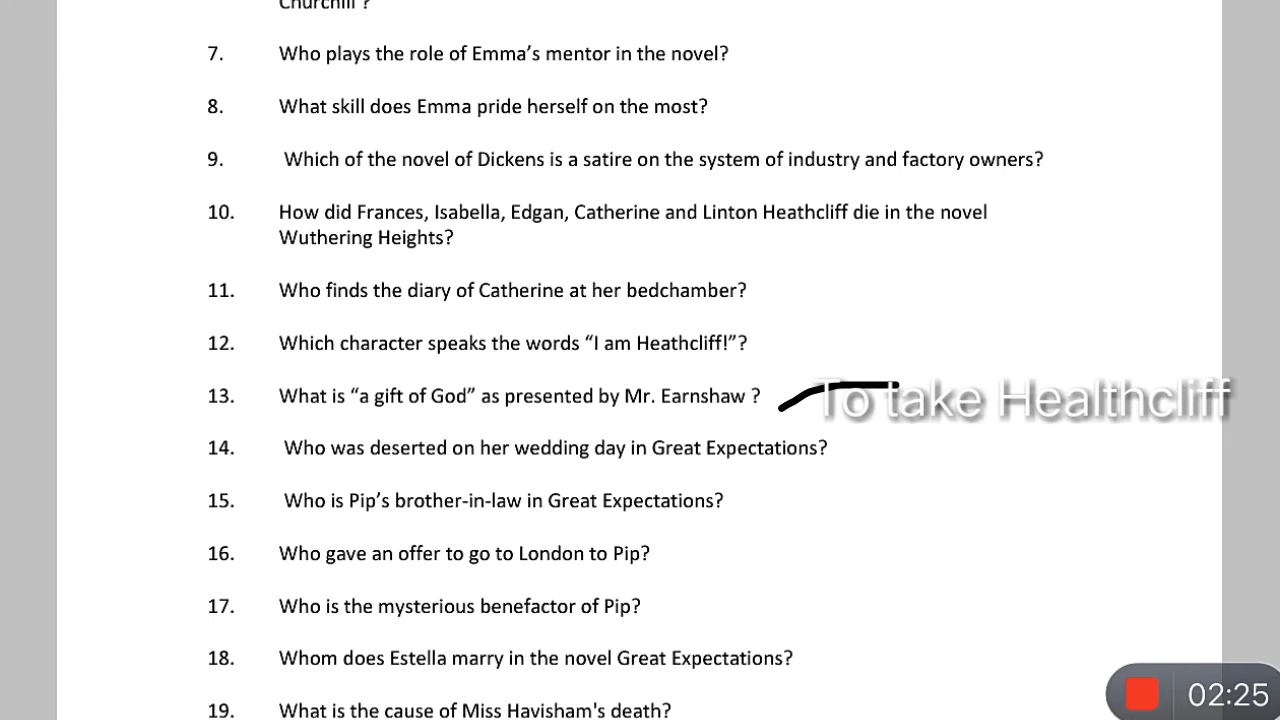 Churchill ?
7. Who plays the role of Emma’s mentor in the novel?
8. What skill does Emma pride herself on the most?
9. Which of the novel of Dickens is a satire on the system of industry and factory owners?
10. How did Frances, Isabella, Edgan, Catherine and Linton Heathcliff die in the novel
Wuthering Heights?
11. Who finds the diary of Catherine at her bedchamber?
12. Which character speaks the words “I am Heathcliff!”?
13. What is “a gift of God” as presented by Mr. Earnshaw ? To take Healthcliff
14. Who was deserted on her wedding day in Great Expectations?
15. Who is Pip’s brother-in-law in Great Expectations?
16. Who gave an offer to go to London to Pip?
17. Who is the mysterious benefactor of Pip?
18. Whom does Estella marry in the novel Great Expectations?
19. What is the cause of Miss Havisham's death?
02:25